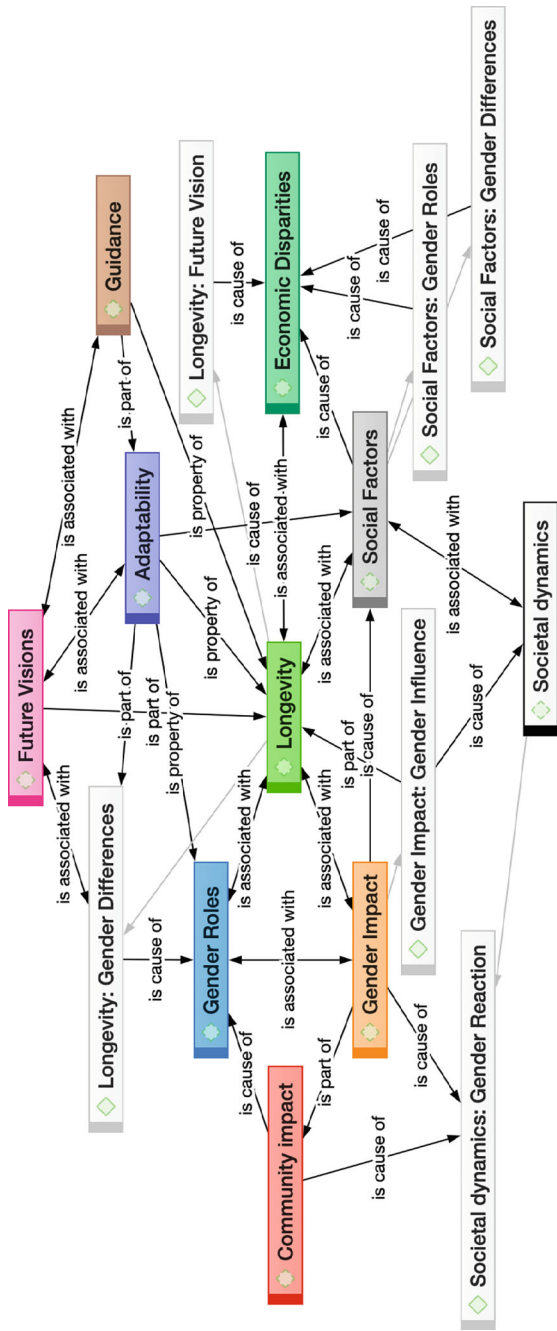 Future Visions
Guidance
is associated with
is associated with
is associated with
is part of
Longevity: Gender Differences
Adaptability
Longevity: Future Vision
is part of
is part of
is property of
is property of
is property of
is cause of
is cause of
is cause of
Gender Roles
Longevity
Economic Disparities
is associated with
is associated with
is associated with
is associated with
is associated with
is cause of
is cause of
is cause of
is cause of
Community impact
is part of
Gender Impact
is part of
is cause of
Social Factors
Social Factors: Gender Roles
Social Factors: Gender Differences
Gender Impact: Gender Influence
is cause of
is cause of
is cause of
is associated with
Societal dynamics: Gender Reaction
Societal dynamics